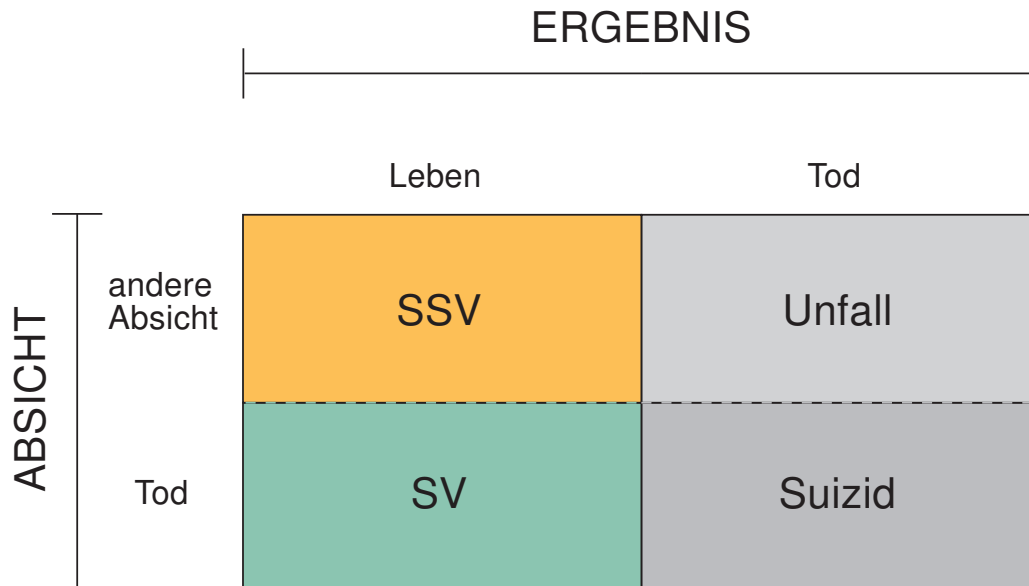 ERGEBNIS
Leben Tod
andere
Absicht
SSV Unfall
ABSICHT
Tod
SV Suizid